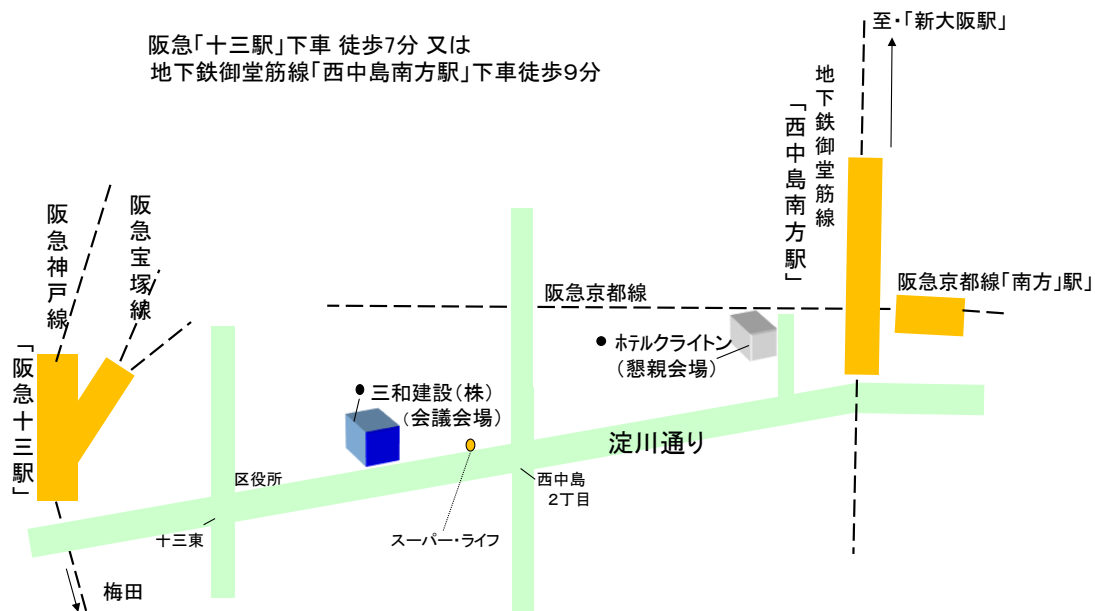 阪急「十三駅」下車 徒歩7分 又は
地下鉄御堂筋線「西中島南方駅」下車徒歩９分
至・「新大阪駅」
地下鉄御堂筋線
「西中島南方駅」
阪急神戸線
阪急宝塚線
阪急京都線
阪急京都線「南方」駅」
● ホテルクライトン
（懇親会場）
「阪急十三駅」
三和建設（株）
（会議会場）
淀川通り
区役所
西中島
２丁目
十三東
スーパー・ライフ
梅田